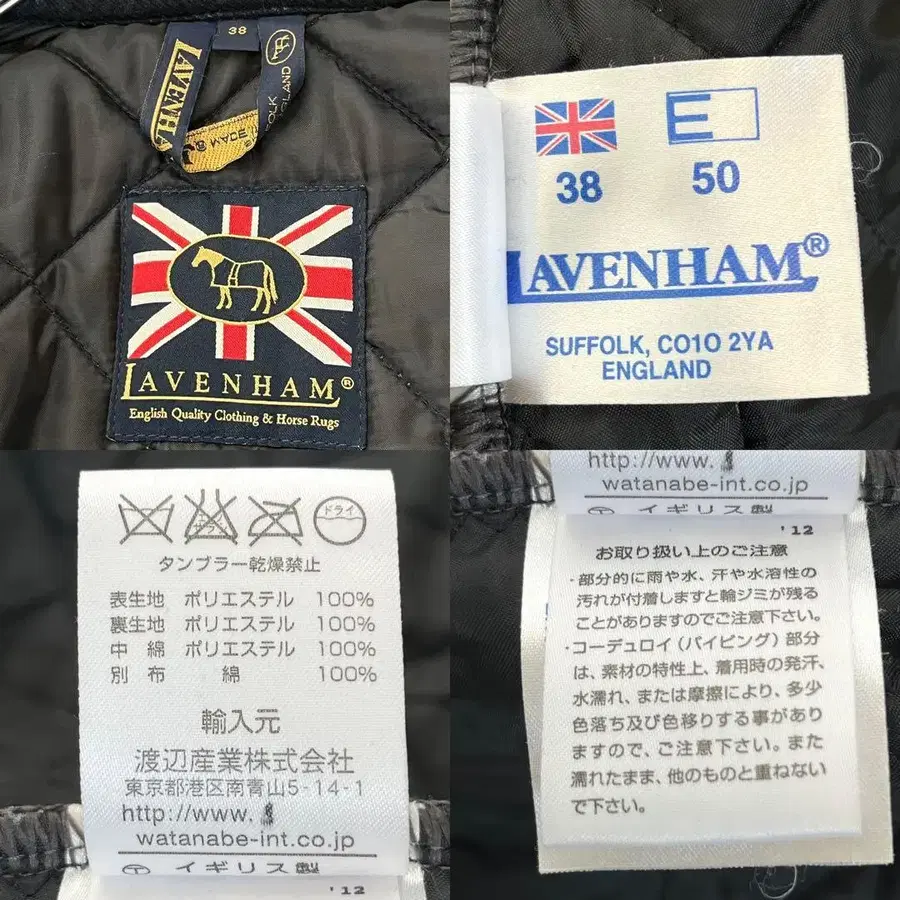 38
LAVENHAM
SUFFOLK
ENGLAND
® MADE
LAVENHAM®
English Quality Clothing & Horse Rugs
E
38 50
LAVENHAM®
SUFFOLK, CO10 2YA
ENGLAND
ドライ
タンブラー乾燥禁止
表生地 ポリエステル 100%
裏生地 ポリエステル 100%
中 綿 ポリエステル 100%
別 布 綿 100%
輸入元
渡辺産業株式会社
東京都港区南青山5-14-1
http://www.
watanabe-int.co.jp
イギリス製
'12
http://www.
watanabe-int.co.jp
イギリス製
'12
お取り扱い上のご注意
・部分的に雨や水、汗や水溶性の
汚れが付着しますと輪ジミが残る
ことがありますのでご注意下さい。
・コーデュロイ(パイピング)部分
は、素材の特性上、着用時の発汗、
水濡れ、または摩擦により、多少
色落ち及び色移りする事があり
ますので、ご注意下さい。また
濡れたまま、他のものと重ねない
で下さい。